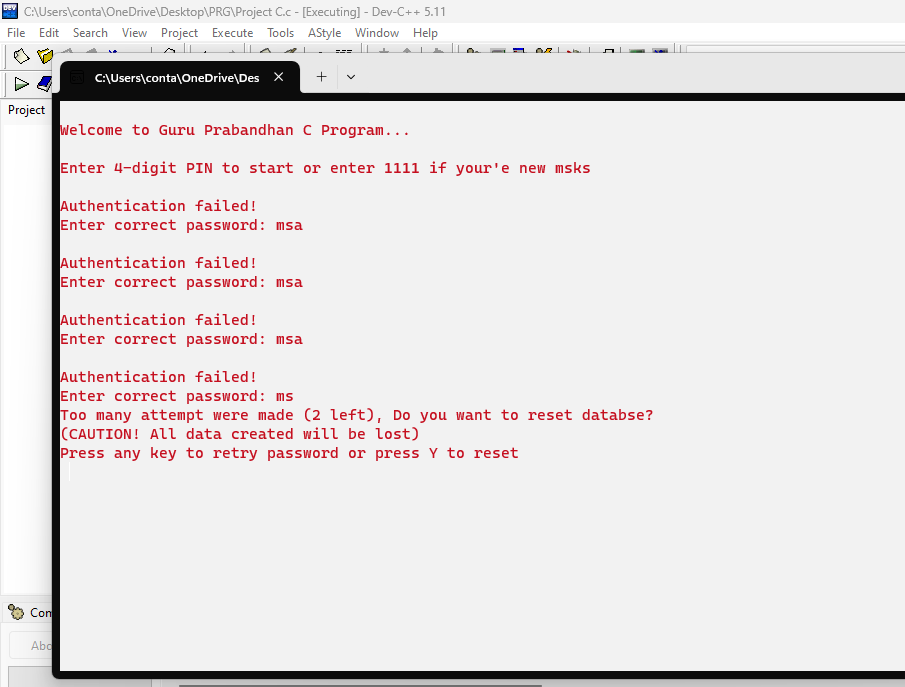 C:\Users\conta\OneDrive\Desktop\PRG\Project C.c - [Executing] - Dev-C++ 5.11
File Edit Search View Project Execute Tools AStyle Window Help
C:\Users\conta\OneDrive\Des
Project
Welcome to Guru Prabandhan C Program...
Enter 4-digit PIN to start or enter 1111 if your'e new msks
Authentication failed!
Enter correct password: msa
Authentication failed!
Enter correct password: msa
Authentication failed!
Enter correct password: msa
Authentication failed!
Enter correct password: ms
Too many attempt were made (2 left), Do you want to reset databse?
(CAUTION! All data created will be lost)
Press any key to retry password or press Y to reset